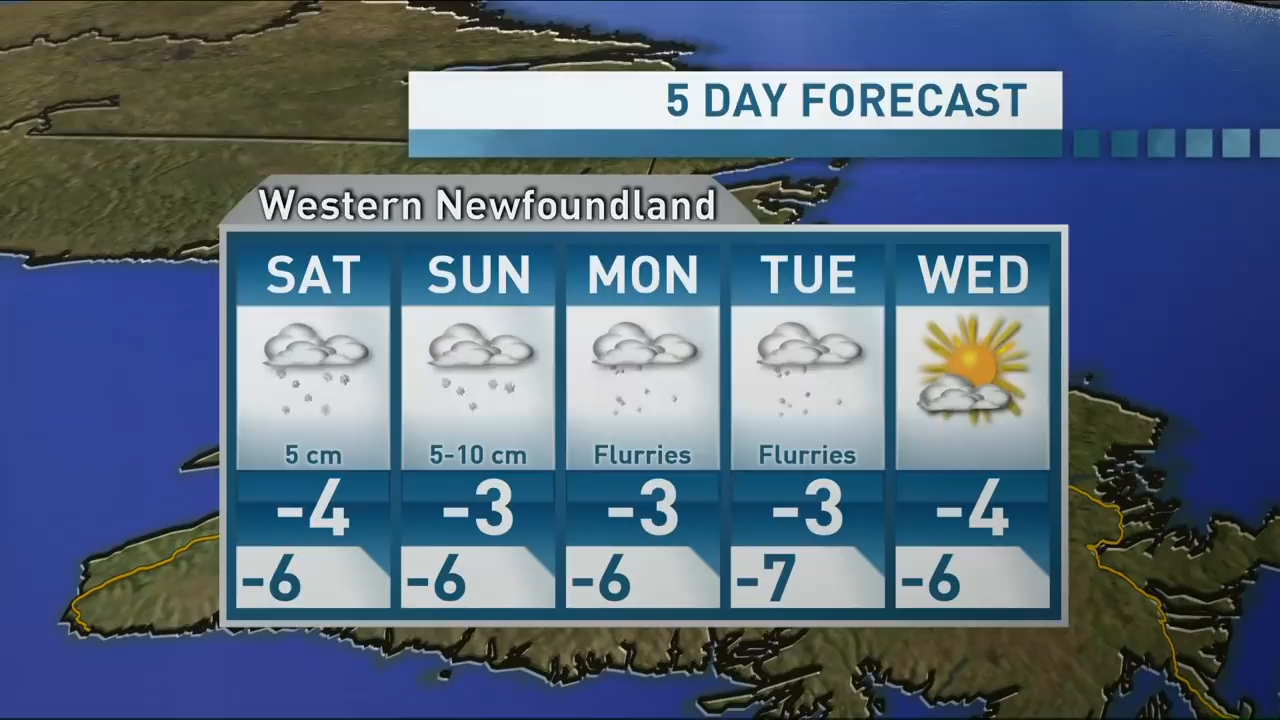 5 DAY FORECAST
Western Newfoundland
SAT SUN MON TUE WED
5 cm 5-10 cm Flurries Flurries
-4 -3 -3 -3 -4
-6 -6 -6 -7 -6